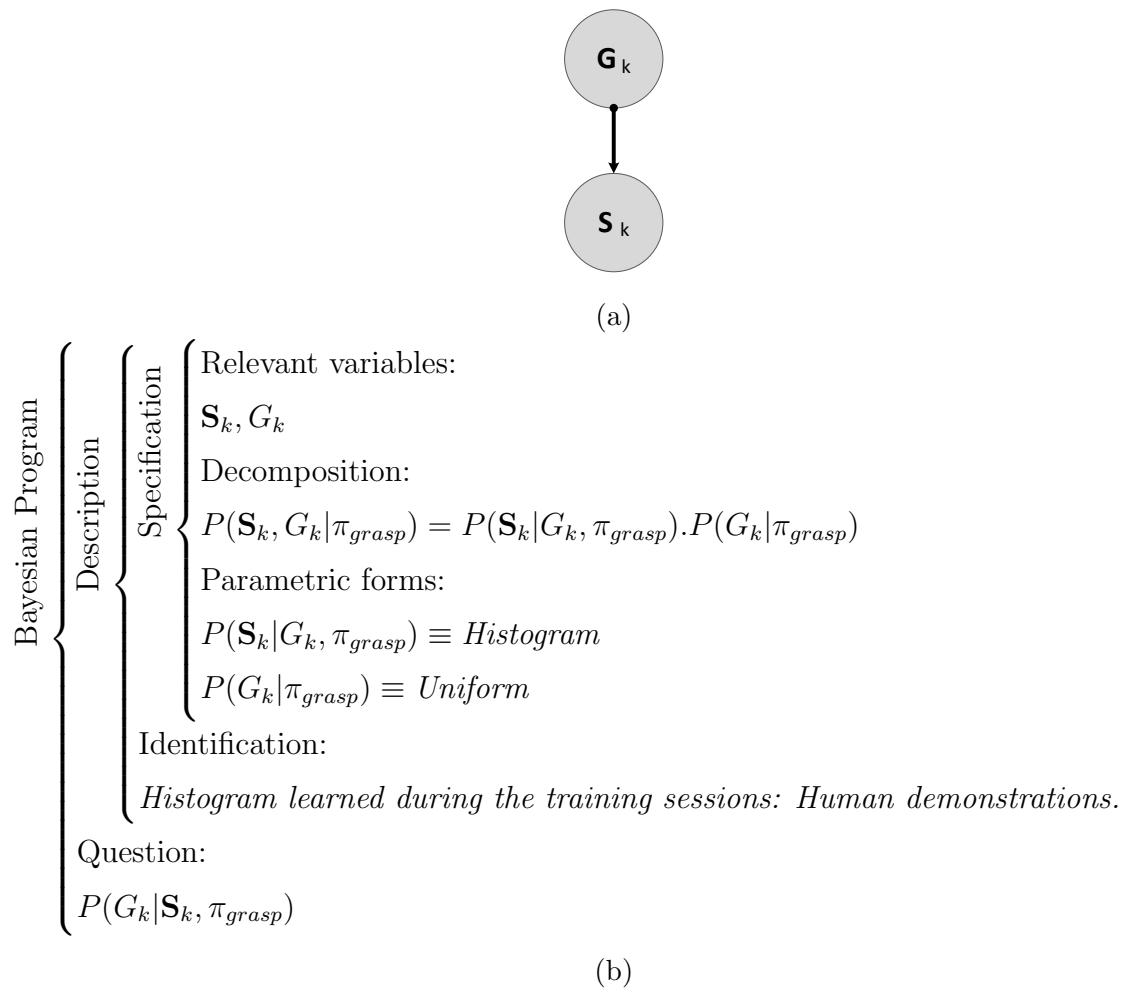 G k
S k
(a)
Bayesian Program
Description
Specification
Relevant variables:
S_k, G_k
Decomposition:
P(S_k, G_k|π_grasp) = P(S_k|G_k, π_grasp).P(G_k|π_grasp)
Parametric forms:
P(S_k|G_k, π_grasp) ≡ Histogram
P(G_k|π_grasp) ≡ Uniform
Identification:
Histogram learned during the training sessions: Human demonstrations.
Question:
P(G_k|S_k, π_grasp)
(b)